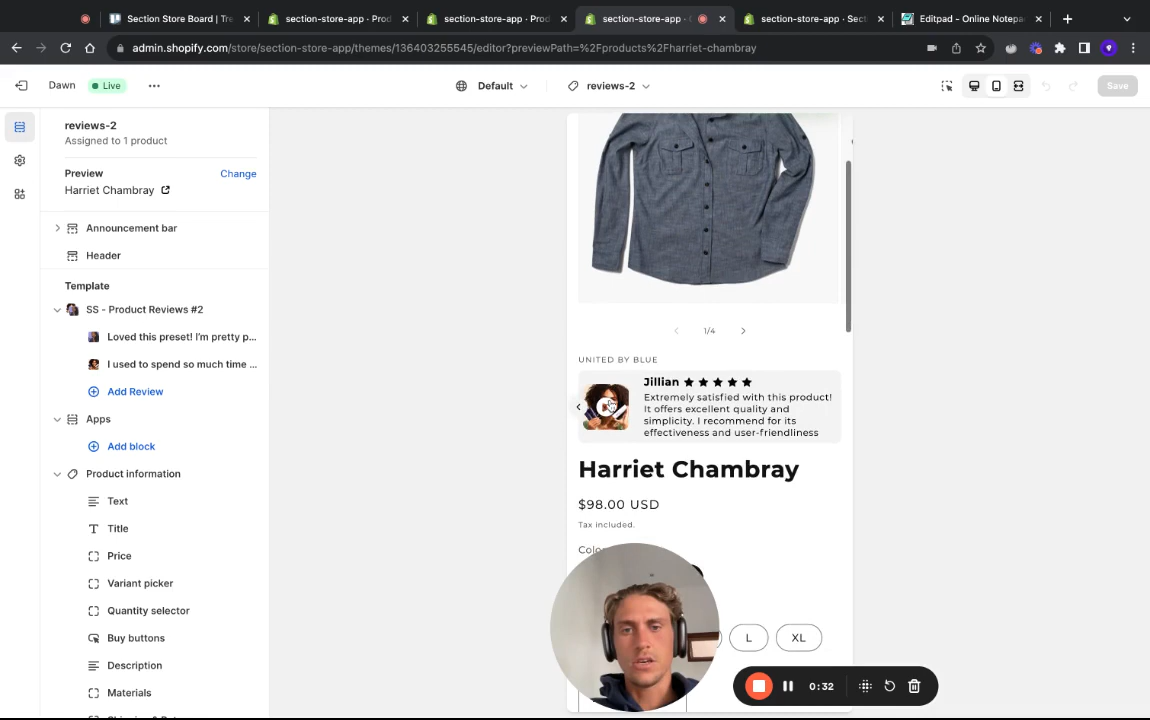 Section Store Board | Tre
section-store-app · Prod
section-store-app · Prod
section-store-app ·
section-store-app · Sect
Editpad - Online Notepa
admin.shopify.com/store/section-store-app/themes/136403255545/editor?previewPath=%2Fproducts%2Fharriet-chambray
Dawn
Live
Default
reviews-2
Save
reviews-2
Assigned to 1 product
Preview
Change
Harriet Chambray
Announcement bar
Header
Template
SS - Product Reviews #2
Loved this preset! I'm pretty p...
I used to spend so much time ...
Add Review
Apps
Add block
Product information
Text
Title
Price
Variant picker
Quantity selector
Buy buttons
Description
Materials
1/4
UNITED BY BLUE
Jillian
Extremely satisfied with this product!
It offers excellent quality and
simplicity. I recommend for its
effectiveness and user-friendliness
Harriet Chambray
$98.00 USD
Tax included.
Colo
L
XL
0:32